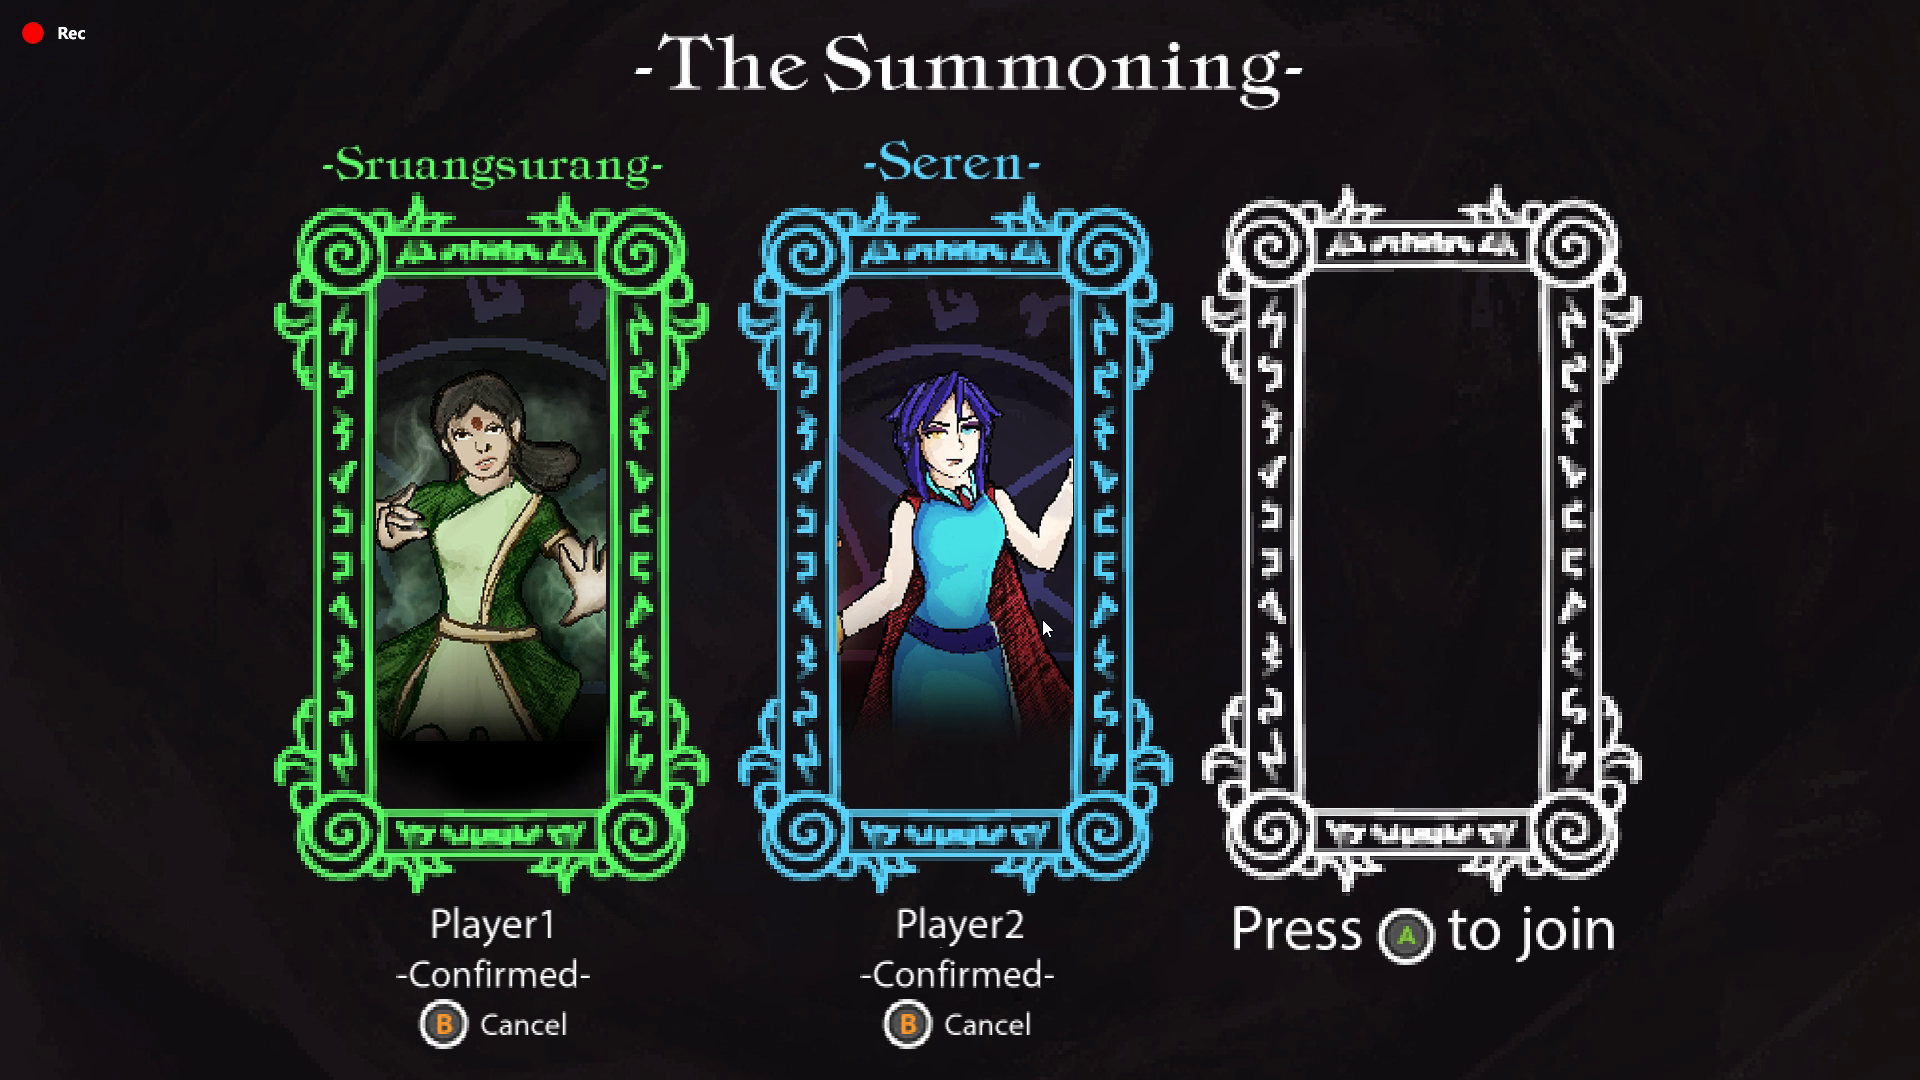 Rec
-The Summoning-
-Sruangsurang-
-Seren-
Player1
-Confirmed-
B Cancel
Player2
-Confirmed-
B Cancel
Press A to join